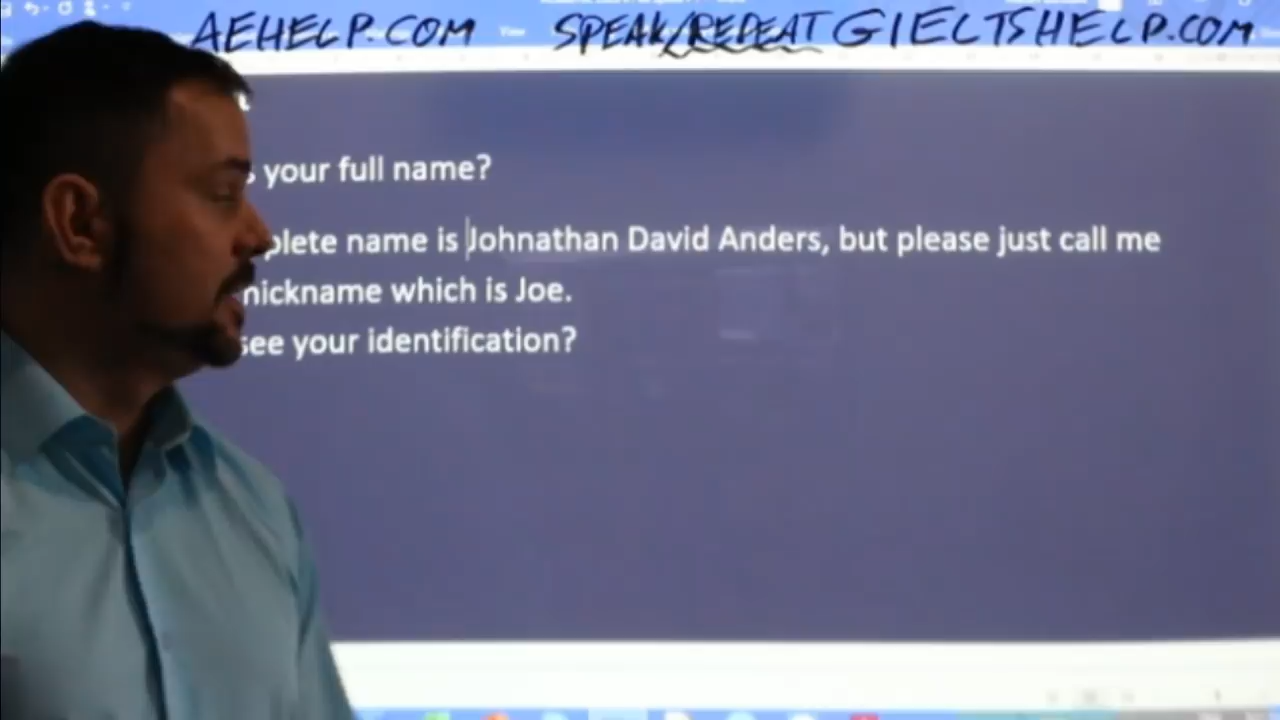 AEHELP.COM SPEAK/REPEAT GIELTSHELP.COM
your full name?
name is Johnathan David Anders, but please just call me
nickname which is Joe.
see your identification?